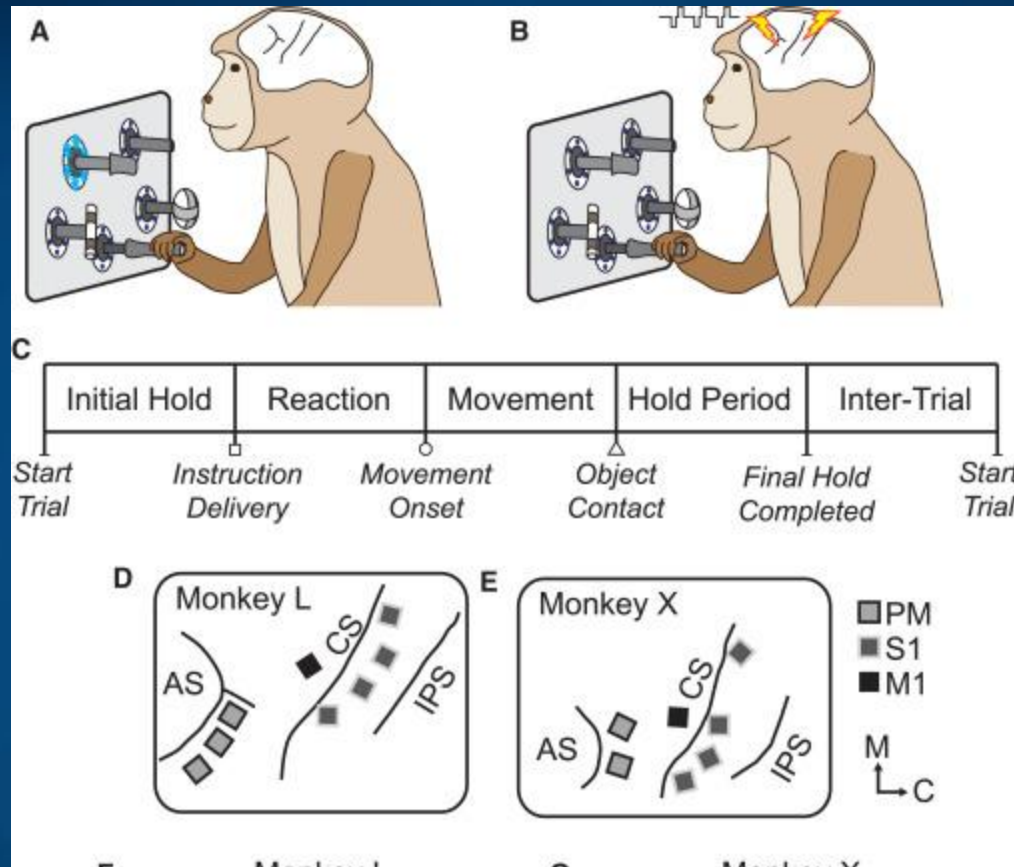 A
B
C
Initial Hold
Reaction
Movement
Hold Period
Inter-Trial
Start
Trial
Instruction
Delivery
Movement
Onset
Object
Contact
Final Hold
Completed
Start
Trial
D
Monkey L
AS
CS
IPS
E
Monkey X
AS
CS
IPS
PM
S1
M1
M
C